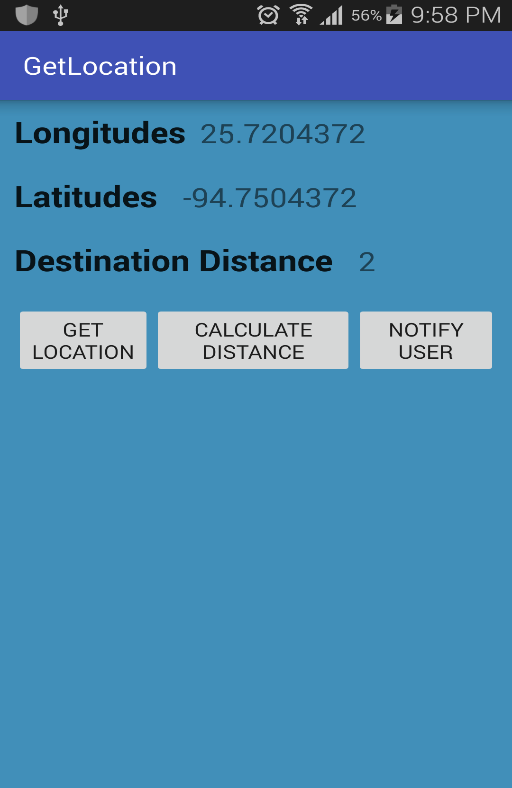 56% 9:58 PM
GetLocation
Longitudes 25.7204372
Latitudes -94.7504372
Destination Distance 2
GET LOCATION
CALCULATE DISTANCE
NOTIFY USER